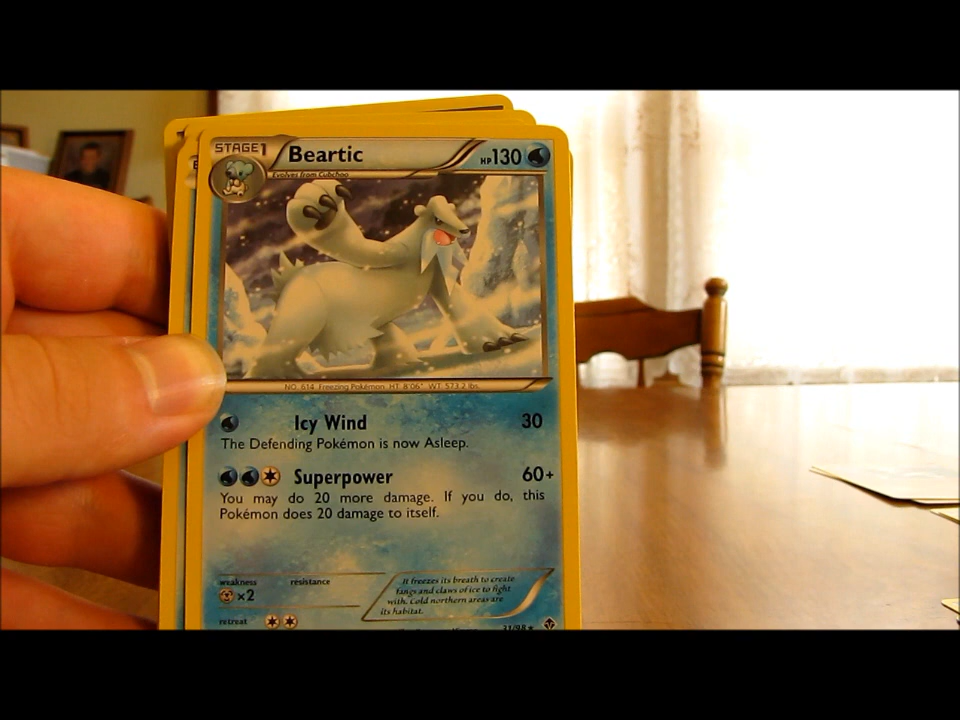 STAGE1 Beartic HP130
Evolves from Cubchoo
NO. 614 Freezing Pokémon HT: 8'06" WT: 573.2 lbs.
Icy Wind 30
The Defending Pokémon is now Asleep.
Superpower 60+
You may do 20 more damage. If you do, this
Pokémon does 20 damage to itself.
weakness resistance
×2
It freezes its breath to create
fangs and claws of ice to fight
with. Cold northern areas are
its habitat.
retreat
31/98